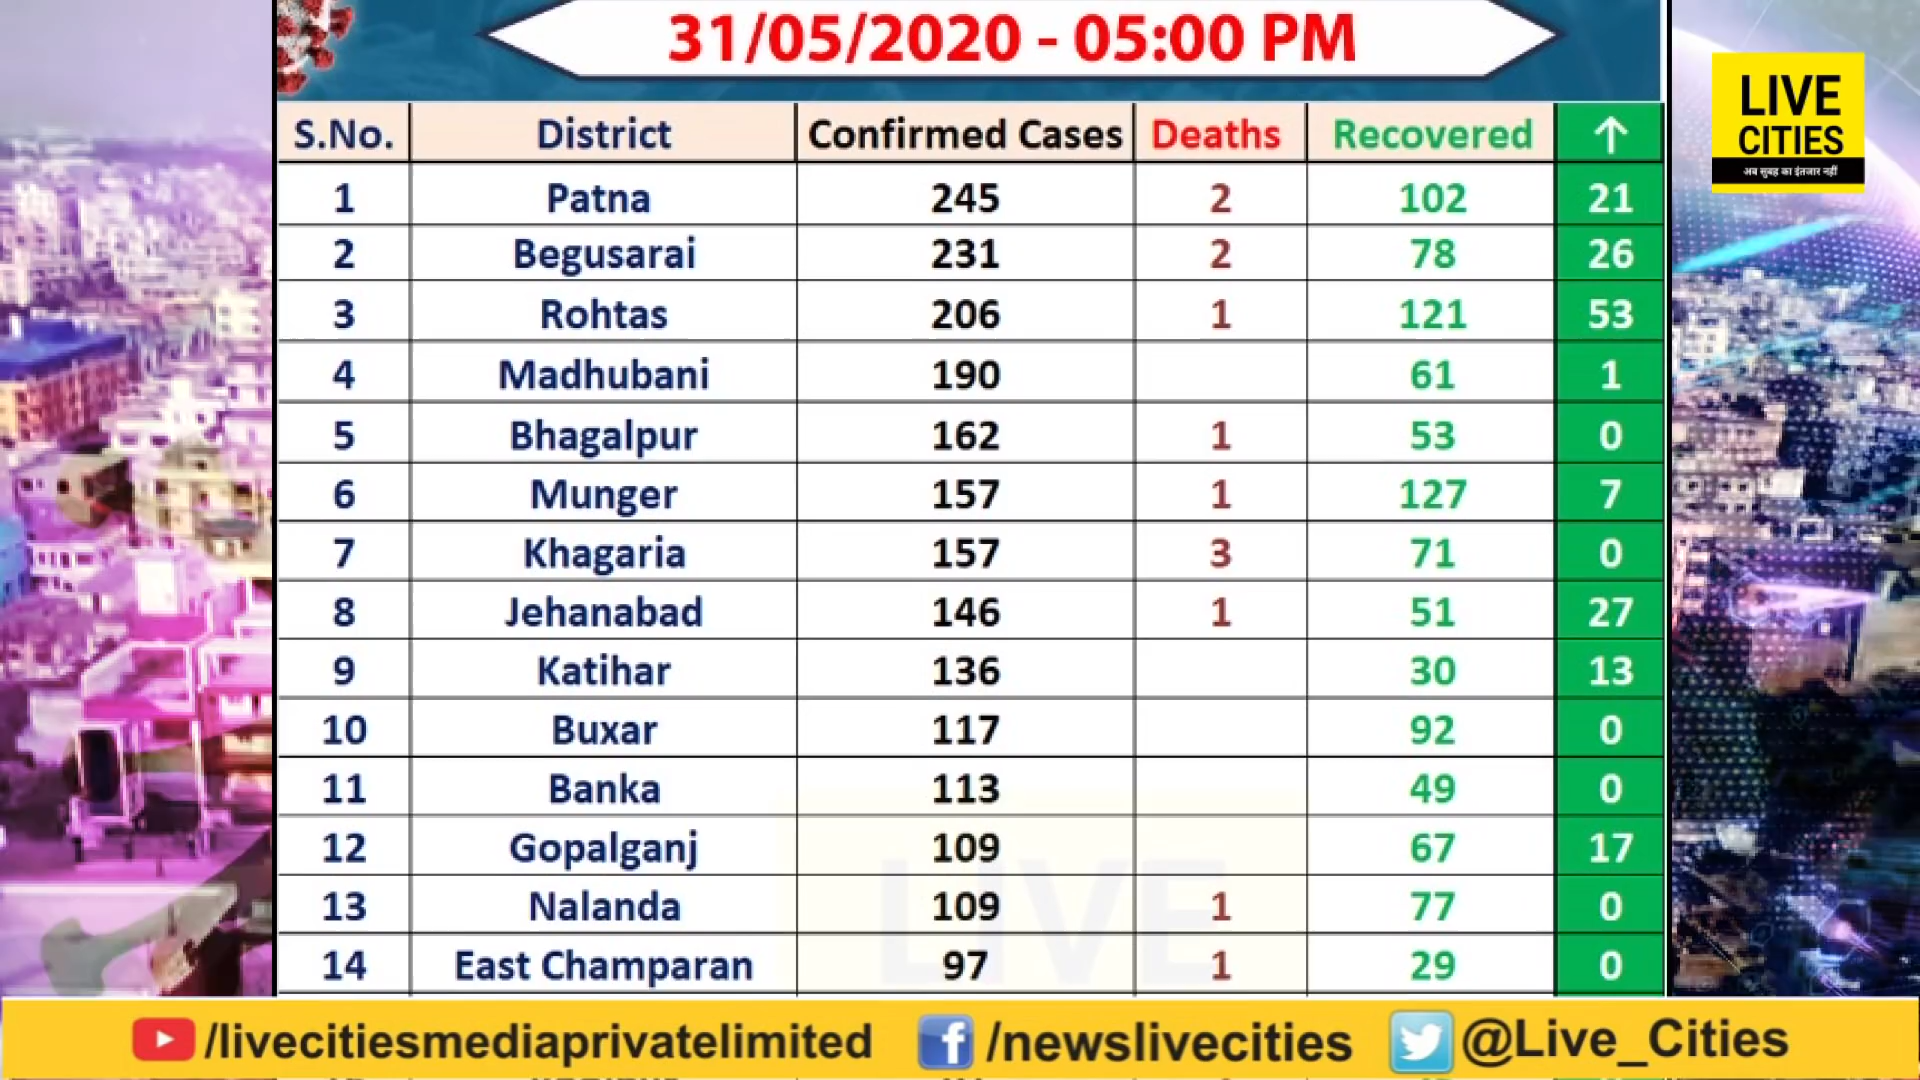 31/05/2020 - 05:00 PM
LIVE
CITIES
अब सुबह का इंतजार नहीं
S.No. District Confirmed Cases Deaths Recovered ↑
1 Patna 245 2 102 21
2 Begusarai 231 2 78 26
3 Rohtas 206 1 121 53
4 Madhubani 190 61 1
5 Bhagalpur 162 1 53 0
6 Munger 157 1 127 7
7 Khagaria 157 3 71 0
8 Jehanabad 146 1 51 27
9 Katihar 136 30 13
10 Buxar 117 92 0
11 Banka 113 49 0
12 Gopalganj 109 67 17
13 Nalanda 109 1 77 0
14 East Champaran 97 1 29 0
LIVE
/livecitiesmediaprivatelimited /newslivecities @Live_Cities